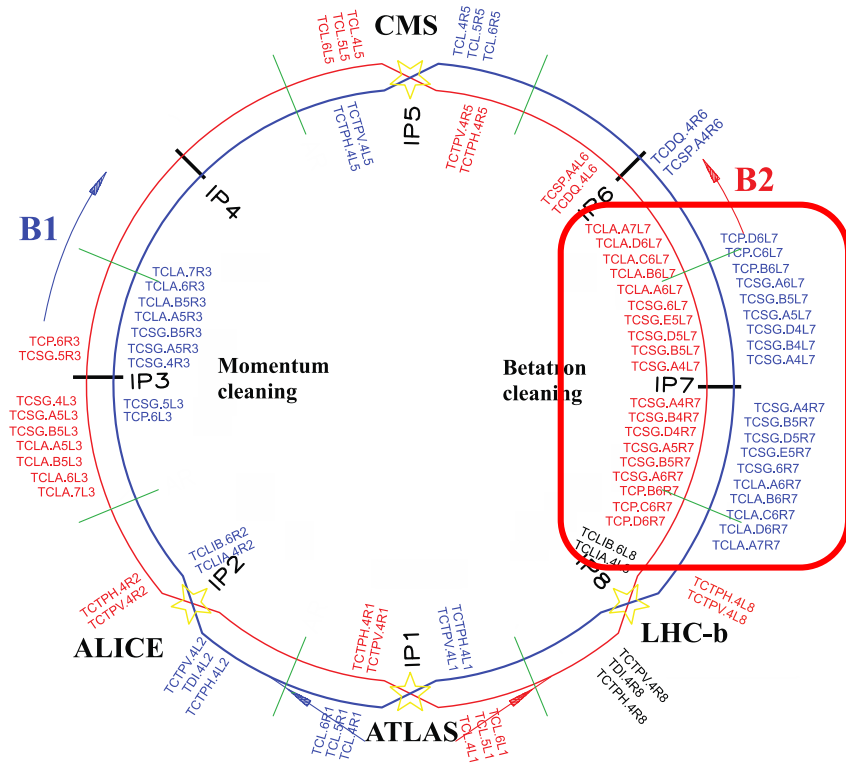 CMS
TCL.4L5
TCL.5L5
TCL.6L5
TCL.4R5
TCL.5R5
TCL.6R5
IP5
TCTPV.4L5
TCTPH.4L5
TCTPV.4R5
TCTPH.4R5
TCDQ.4R6
TCSP.A4R6
TCSP.A4L6
TCDQ.4L6
IP6
IP4
B1
B2
TCLA.7R3
TCLA.6R3
TCLA.B5R3
TCLA.A5R3
TCSG.B5R3
TCSG.A5R3
TCSG.4R3
TCP.6R3
TCSG.5R3
IP3
TCSG.5L3
TCP.6L3
TCSG.4L3
TCSG.A5L3
TCSG.B5L3
TCLA.A5L3
TCLA.B5L3
TCLA.6L3
TCLA.7L3
Momentum
cleaning
Betatron
cleaning
TCLA.A7L7
TCLA.D6L7
TCLA.C6L7
TCLA.B6L7
TCLA.A6L7
TCSG.6L7
TCSG.E5L7
TCSG.D5L7
TCSG.B5L7
TCSG.A4L7
TCP.D6L7
TCP.C6L7
TCP.B6L7
TCSG.A6L7
TCSG.B5L7
TCSG.A5L7
TCSG.D4L7
TCSG.B4L7
TCSG.A4L7
IP7
TCSG.A4R7
TCSG.B4R7
TCSG.D4R7
TCSG.A5R7
TCSG.B5R7
TCSG.A6R7
TCP.B6R7
TCP.C6R7
TCP.D6R7
TCSG.A4R7
TCSG.B5R7
TCSG.D5R7
TCSG.E5R7
TCSG.6R7
TCLA.A6R7
TCLA.B6R7
TCLA.C6R7
TCLA.D6R7
TCLA.A7R7
TCLIB.6R2
TCLIA.4R2
IP2
TCLIB.6L8
TCLIA.4L8
IP8
TCTPH.4R2
TCTPV.4R2
ALICE
TCTPV.4L2
TDI.4L2
TCTPH.4L2
TCTPH.4R1
TCTPV.4R1
IP1
TCTPH.4L1
TCTPV.4L1
TCTPH.4L8
TCTPV.4L8
LHC-b
TCTPV.4R8
TDI.4R8
TCTPH.4R8
TCL.6R1
TCL.5R1
TCL.4R1
ATLAS
TCL.6L1
TCL.5L1
TCL.4L1